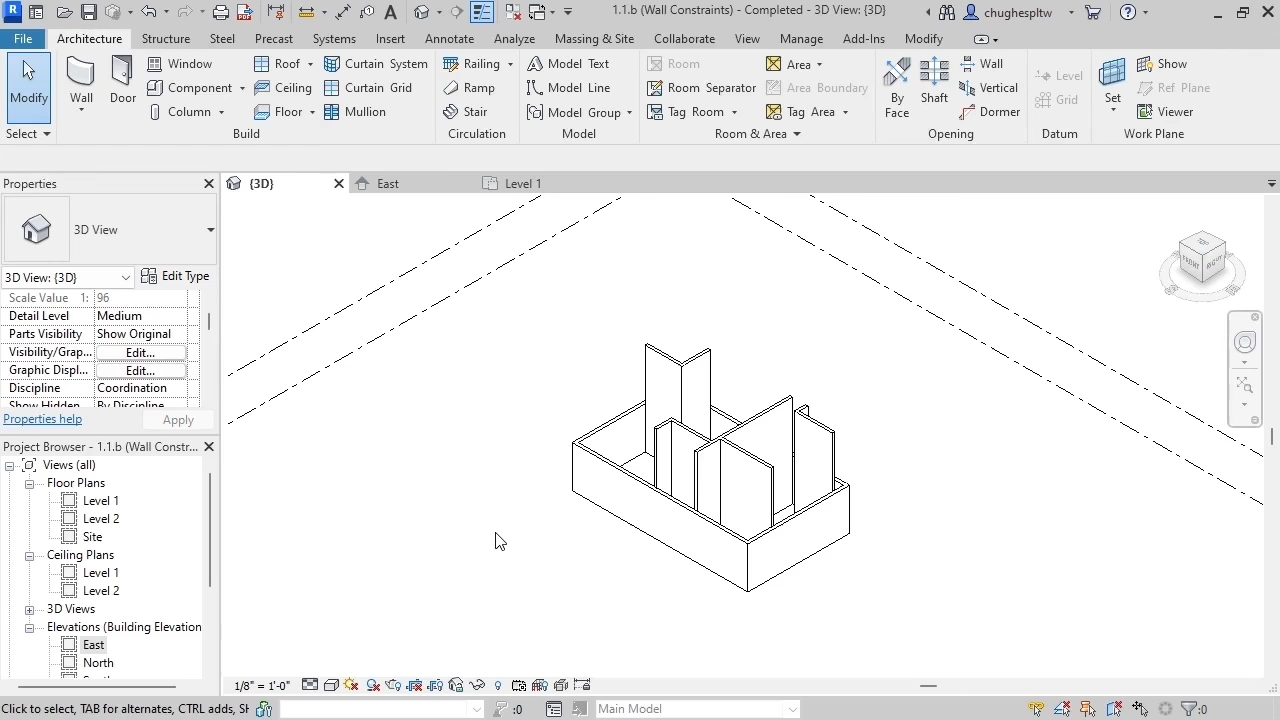 1.1.b (Wall Constraints) - Completed - 3D View: {3D}
chughespltw
File
Architecture
Structure
Steel
Precast
Systems
Insert
Annotate
Analyze
Massing & Site
Collaborate
View
Manage
Add-Ins
Modify
Modify
Select
Wall
Door
Window
Component
Column
Roof
Ceiling
Floor
Curtain System
Curtain Grid
Mullion
Build
Railing
Ramp
Stair
Circulation
Model Text
Model Line
Model Group
Model
Room
Room Separator
Tag Room
Area
Area Boundary
Tag Area
Room & Area
By
Face
Shaft
Wall
Vertical
Dormer
Opening
Level
Grid
Datum
Set
Show
Ref Plane
Viewer
Work Plane
Properties
3D View
3D View: {3D}
Edit Type
Scale Value 1: 96
Detail Level Medium
Parts Visibility Show Original
Visibility/Grap... Edit...
Graphic Displ... Edit...
Discipline Coordination
Show Hidden By Discipline
Properties help
Apply
Project Browser - 1.1.b (Wall Constr...
Views (all)
Floor Plans
Level 1
Level 2
Site
Ceiling Plans
Level 1
Level 2
3D Views
Elevations (Building Elevation
East
North
{3D}
East
Level 1
TOP
FRONT
RIGHT
1/8" = 1'-0"
Click to select, TAB for alternates, CTRL adds, SH
:0
Main Model
:0